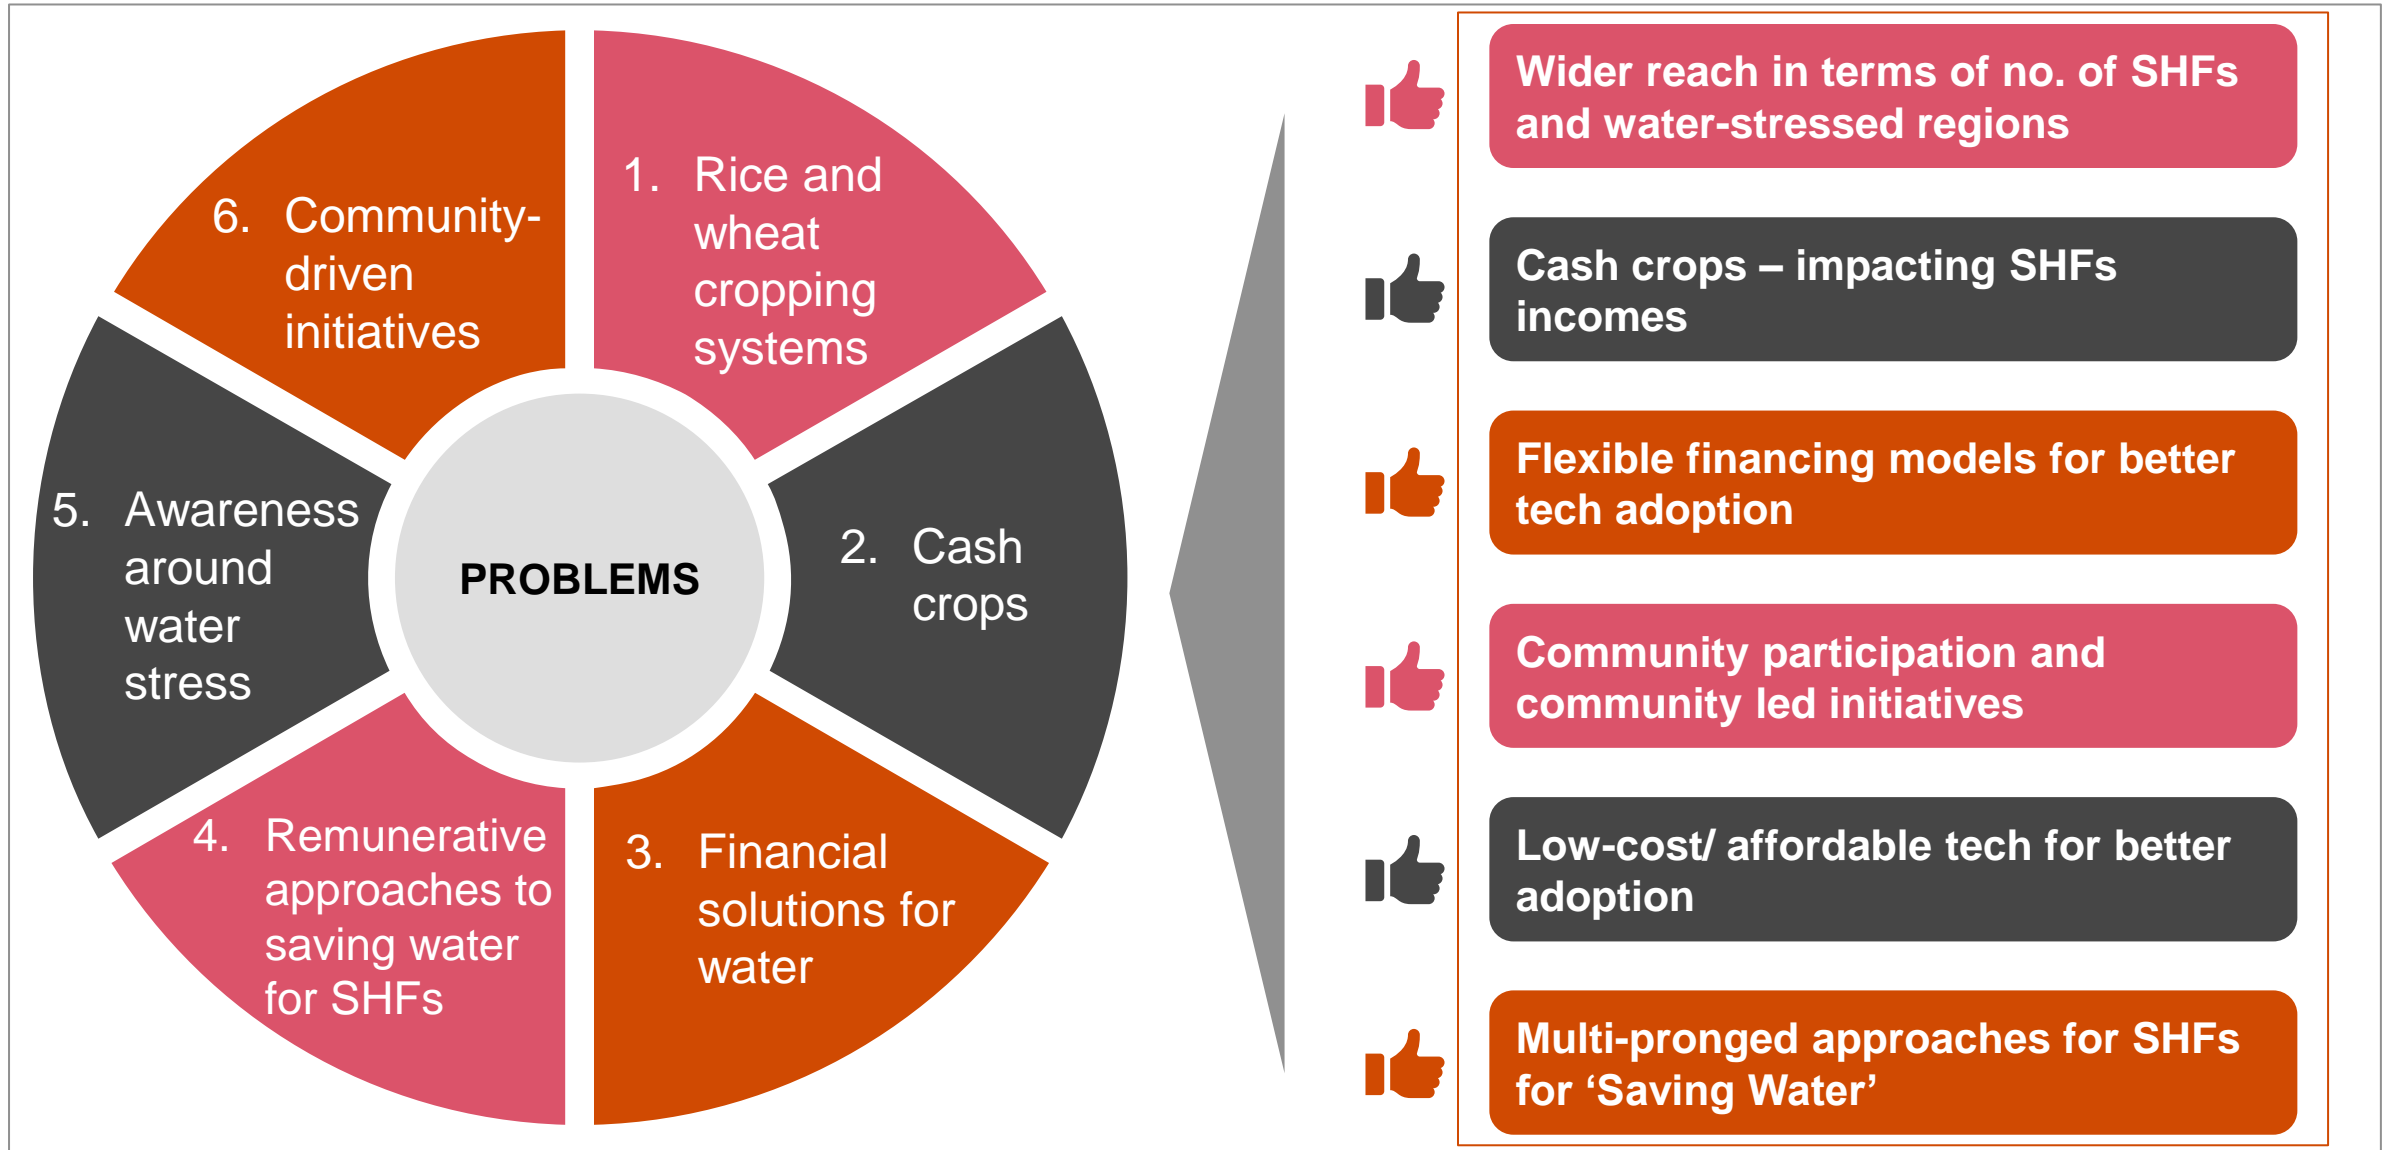 1. Rice and
wheat
cropping
systems
2. Cash
crops
3. Financial
solutions for
water
4. Remunerative
approaches to
saving water
for SHFs
5. Awareness
around
water
stress
6. Community-
driven
initiatives
PROBLEMS
Wider reach in terms of no. of SHFs
and water-stressed regions
Cash crops – impacting SHFs
incomes
Flexible financing models for better
tech adoption
Community participation and
community led initiatives
Low-cost/ affordable tech for better
adoption
Multi-pronged approaches for SHFs
for ‘Saving Water’